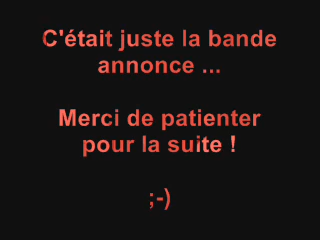 C'était juste la bande
annonce ...
Merci de patienter
pour la suite !
;-)